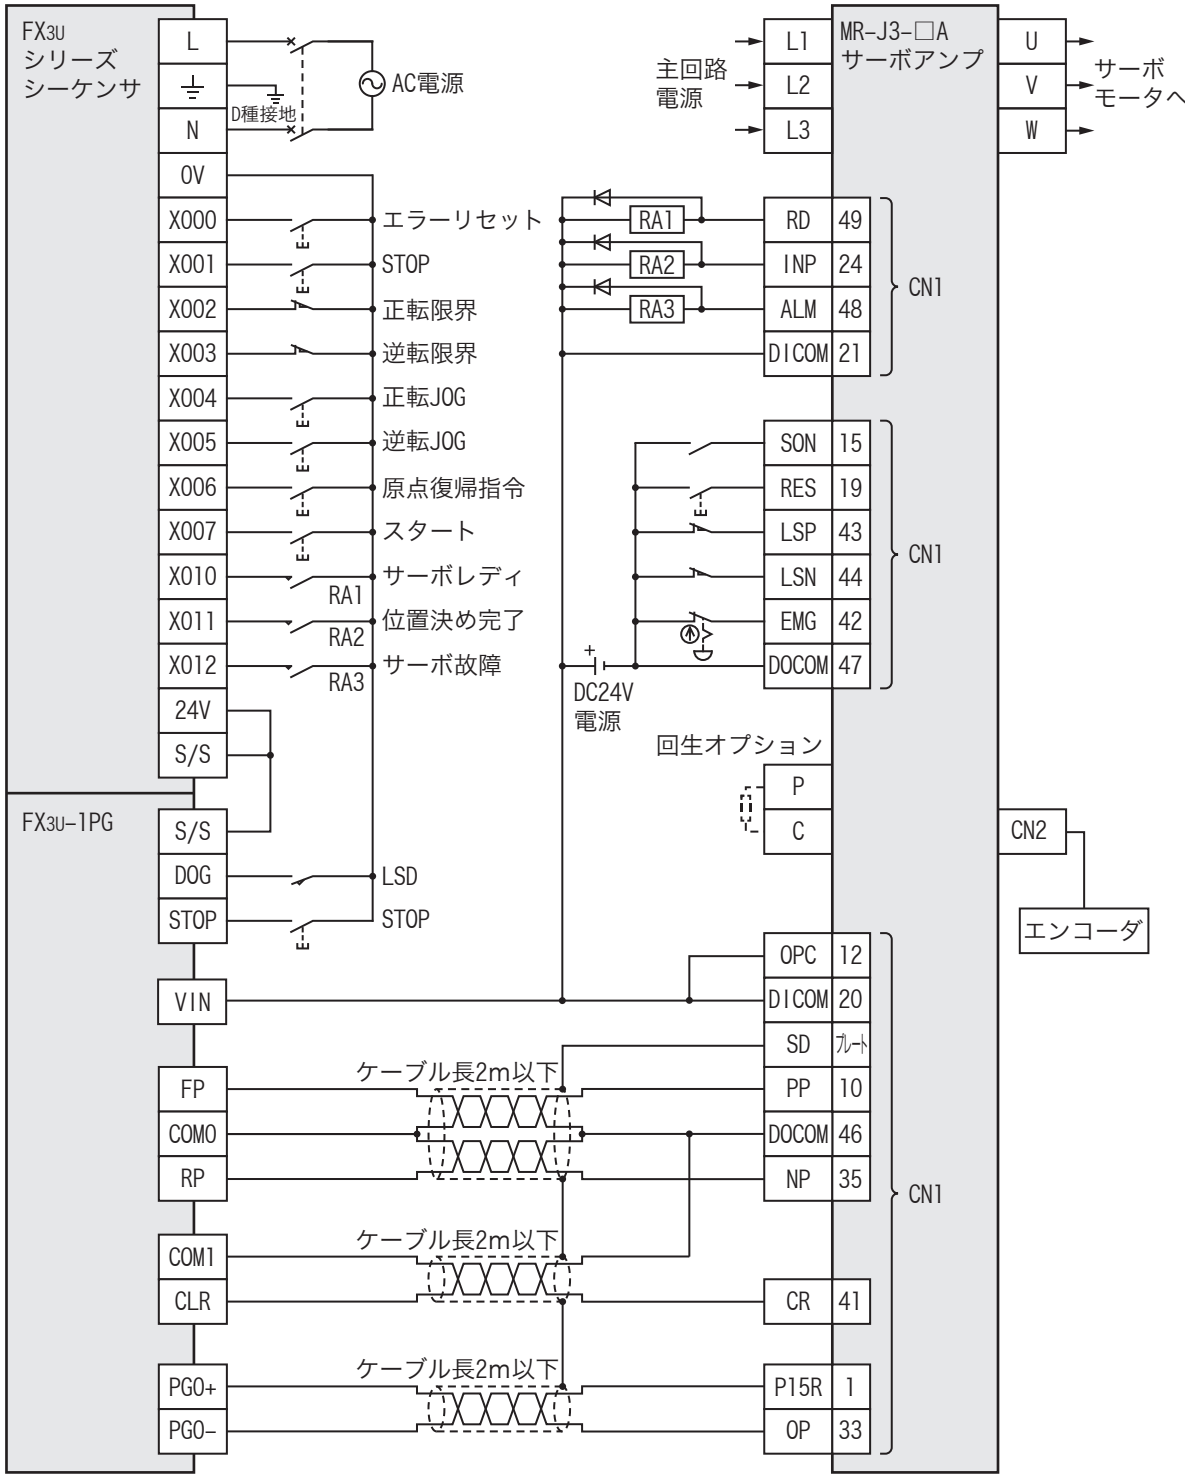 FX3U
シリーズ
シーケンサ
L
N
D種接地
AC電源
0V
X000
エラーリセット
X001
STOP
X002
正転限界
X003
逆転限界
X004
正転JOG
X005
逆転JOG
X006
原点復帰指令
X007
スタート
X010
RA1
サーボレディ
X011
RA2
位置決め完了
X012
RA3
サーボ故障
24V
S/S
FX3U–1PG
S/S
DOG
LSD
STOP
STOP
VIN
FP
COM0
RP
ケーブル長2m以下
COM1
CLR
ケーブル長2m以下
PG0+
PG0–
ケーブル長2m以下
主回路
電源
L1
L2
L3
MR–J3–□A
サーボアンプ
U
V
W
サーボ
モータへ
RA1
RD 49
RA2
INP 24
RA3
ALM 48
DICOM 21
CN1
SON 15
RES 19
LSP 43
LSN 44
EMG 42
DOCOM 47
CN1
+
DC24V
電源
回生オプション
P
C
CN2
エンコーダ
OPC 12
DICOM 20
SD プレート
PP 10
DOCOM 46
NP 35
CR 41
P15R 1
OP 33
CN1